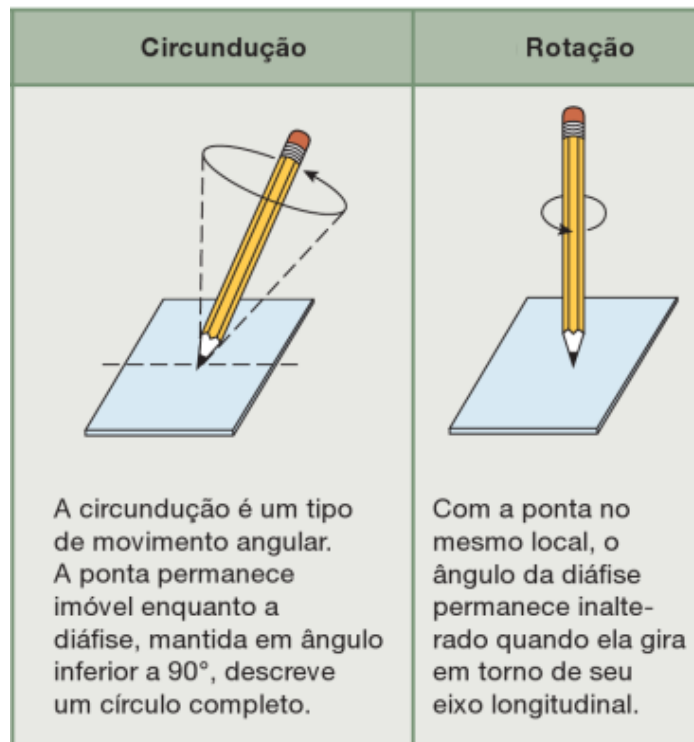 Circundução
A circundução é um tipo
de movimento angular.
A ponta permanece
imóvel enquanto a
diáfise, mantida em ângulo
inferior a 90°, descreve
um círculo completo.
Rotação
Com a ponta no
mesmo local, o
ângulo da diáfise
permanece inalte-
rado quando ela gira
em torno de seu
eixo longitudinal.